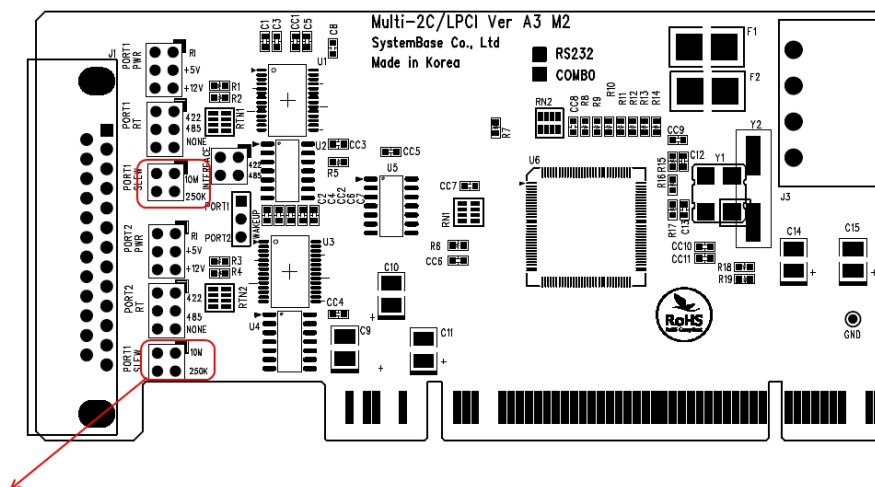 Multi-2C/LPCI Ver A3 M2
SystemBase Co., Ltd
Made in Korea
RS232
COMBO
J1
PORT1
PWR
RI
+5V
+12V
PORT1
RT
422
485
NONE
PORT1
SLEW
10M
250K
PORT2
PWR
RI
+5V
+12V
PORT2
RT
422
485
NONE
PORT1
SLEW
10M
250K
C1
C3
CC1
C5
C8
U1
R1
R2
RTN1
U2
CC3
R5
INTERFACE
422
485
PORT1
PORT2
WAKEUP
C2
C4
CC2
C6
C7
U5
CC5
U3
R3
R4
RTN2
U4
CC4
C9
C10
C11
R7
CC7
RN1
R6
CC6
RN2
CC8
R8
R9
R10
R11
R12
R13
R14
U6
F1
F2
CC9
R15
R16
R17
C12
C13
Y1
Y2
CC10
CC11
R18
R19
J3
C14
C15
RoHS
RoHS Compliant
GND